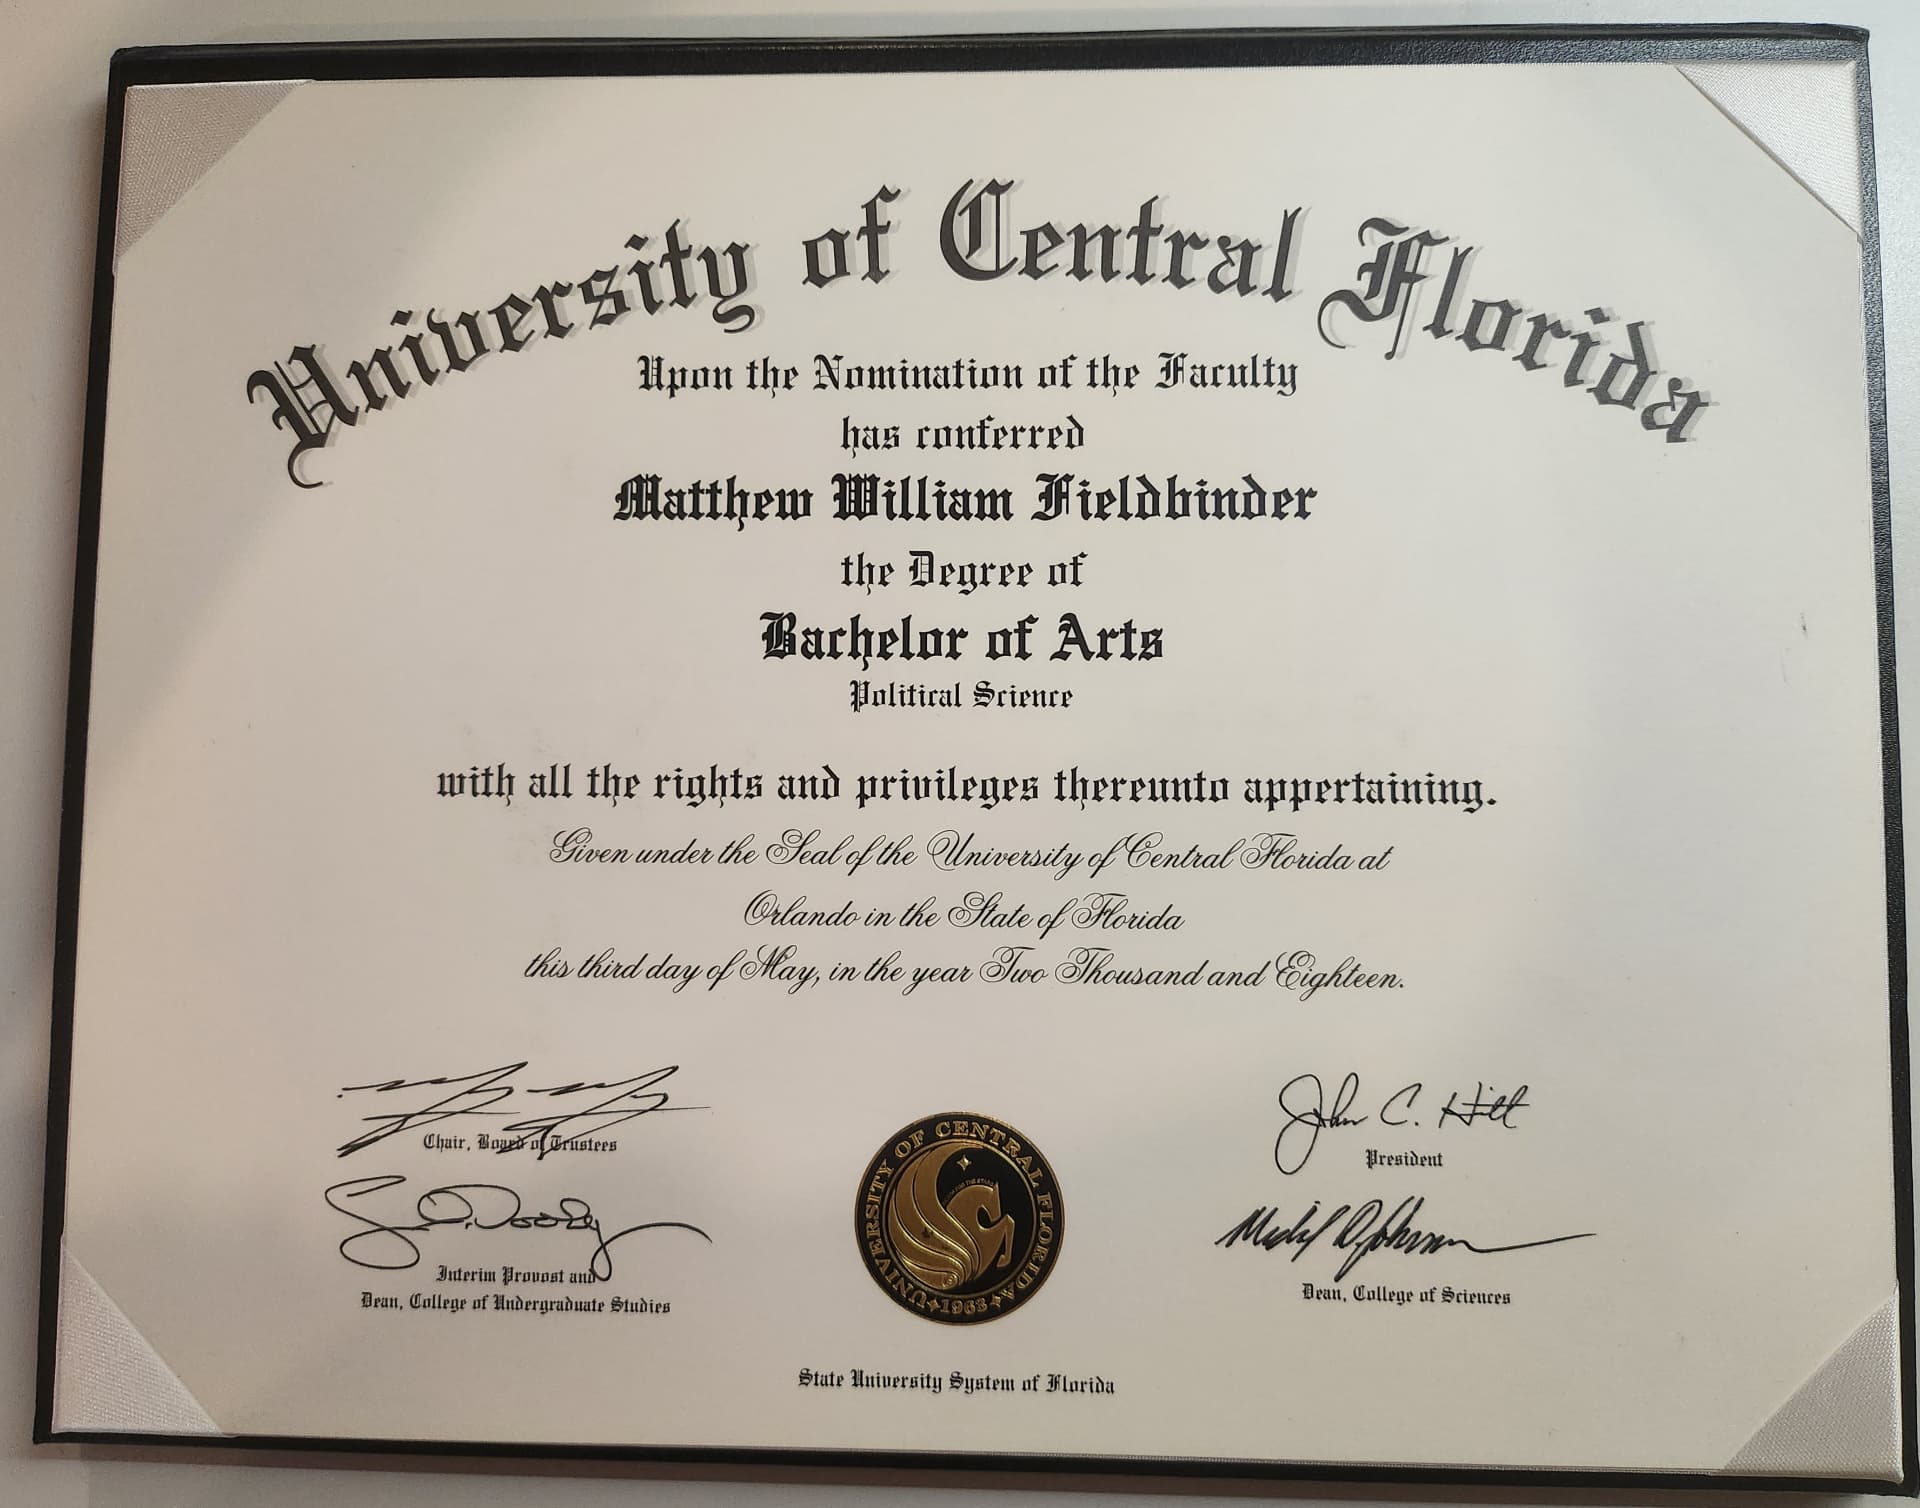 University of Central Florida
Upon the Nomination of the Faculty
has conferred
Matthew William Fieldbinder
the Degree of
Bachelor of Arts
Political Science
with all the rights and privileges thereunto appertaining.
Given under the Seal of the University of Central Florida at
Orlando in the State of Florida
this third day of May, in the year Two Thousand and Eighteen.
Chair, Board of Trustees
John C. Hitt
President
Interim Provost and
Dean, College of Undergraduate Studies
Dean, College of Sciences
UNIVERSITY OF CENTRAL FLORIDA
1963
State University System of Florida